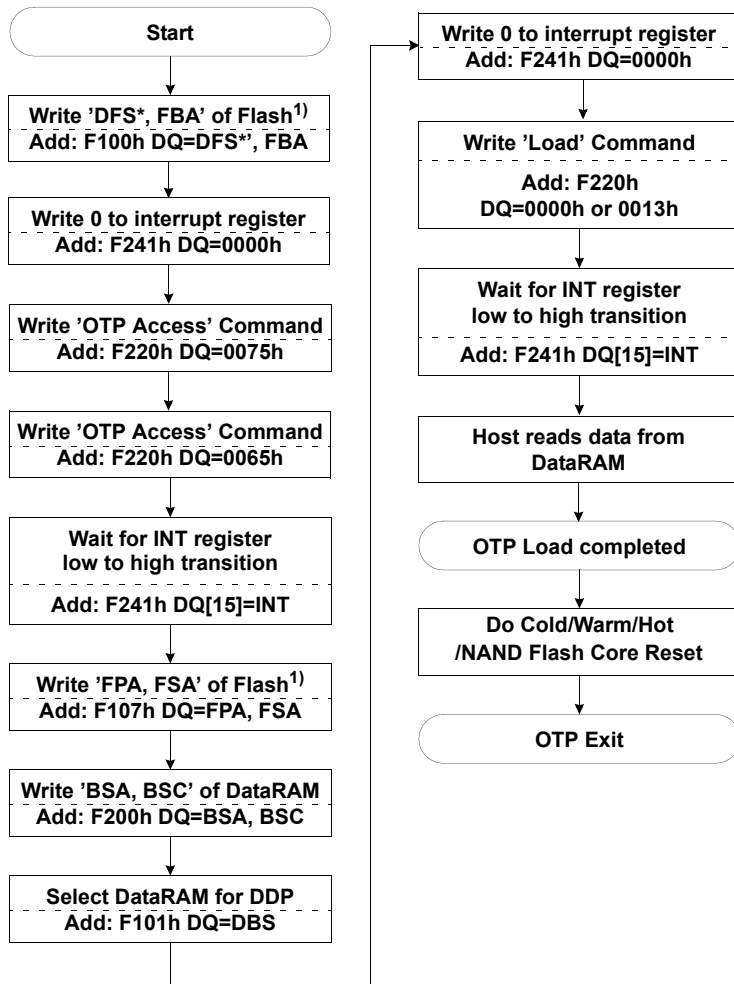 Start
Write 'DFS*, FBA' of Flash1)
Add: F100h DQ=DFS*', FBA
Write 0 to interrupt register
Add: F241h DQ=0000h
Write 'OTP Access' Command
Add: F220h DQ=0075h
Write 'OTP Access' Command
Add: F220h DQ=0065h
Wait for INT register
low to high transition
Add: F241h DQ[15]=INT
Write 'FPA, FSA' of Flash1)
Add: F107h DQ=FPA, FSA
Write 'BSA, BSC' of DataRAM
Add: F200h DQ=BSA, BSC
Select DataRAM for DDP
Add: F101h DQ=DBS
Write 0 to interrupt register
Add: F241h DQ=0000h
Write 'Load' Command
Add: F220h
DQ=0000h or 0013h
Wait for INT register
low to high transition
Add: F241h DQ[15]=INT
Host reads data from
DataRAM
OTP Load completed
Do Cold/Warm/Hot
/NAND Flash Core Reset
OTP Exit